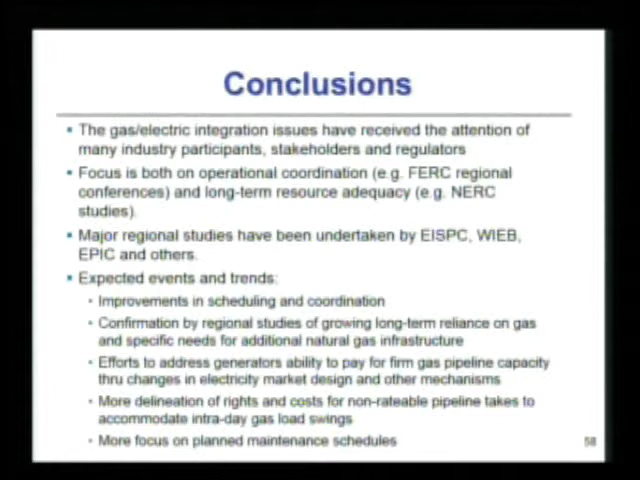 Conclusions
The gas/electric integration issues have received the attention of
many industry participants, stakeholders and regulators
Focus is both on operational coordination (e.g. FERC regional
conferences) and long-term resource adequacy (e.g. NERC
studies).
Major regional studies have been undertaken by EISPC, WIEB,
EPIC and others.
Expected events and trends:
Improvements in scheduling and coordination
Confirmation by regional studies of growing long-term reliance on gas
and specific needs for additional natural gas infrastructure
Efforts to address generators ability to pay for firm gas pipeline capacity
thru changes in electricity market design and other mechanisms
More delineation of rights and costs for non-rateable pipeline takes to
accommodate intra-day gas load swings
More focus on planned maintenance schedules
58